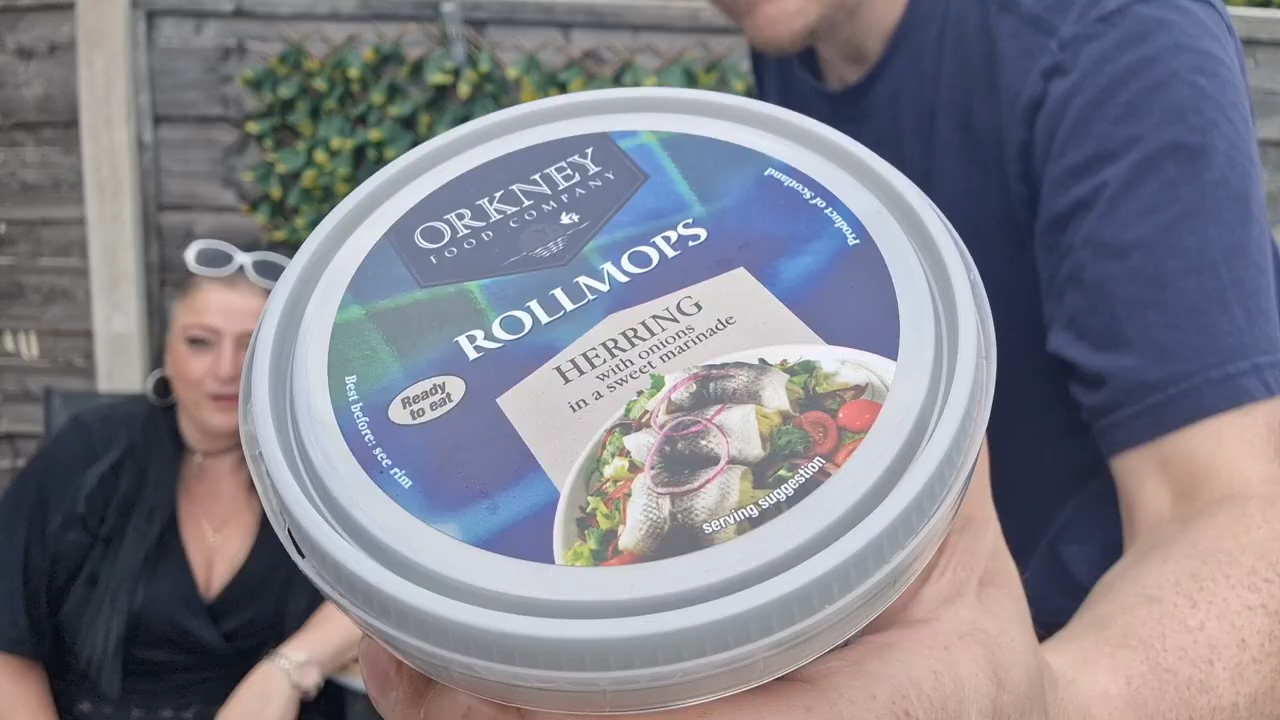 ORKNEY
FOOD COMPANY
Product of Scotland
ROLLMOPS
HERRING
with onions
in a sweet marinade
Ready
to eat
Best before: see rim
serving suggestion